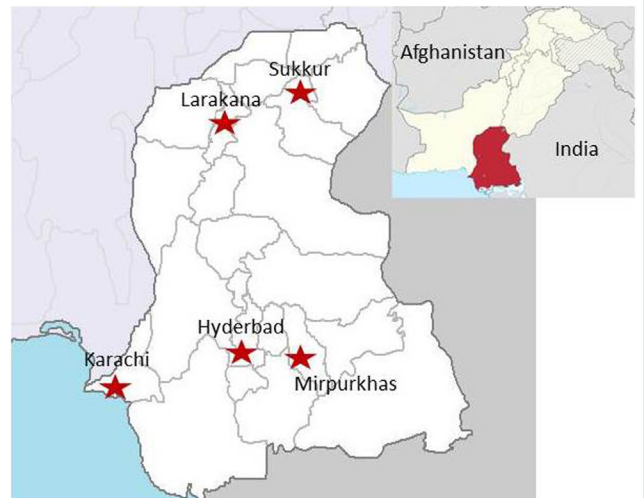 Afghanistan
Sukkur
Larakana
India
Hyderbad
Karachi
Mirpurkhas